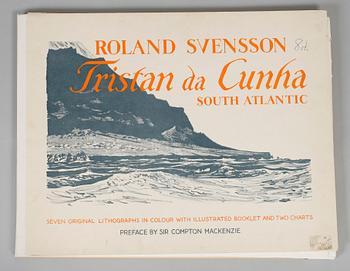 ROLAND SVENSSON
Tristan da Cunha
SOUTH ATLANTIC
SEVEN ORIGINAL LITHOGRAPHS IN COLOUR WITH ILLUSTRATED BOOKLET AND TWO CHARTS
PREFACE BY SIR COMPTON MACKENZIE